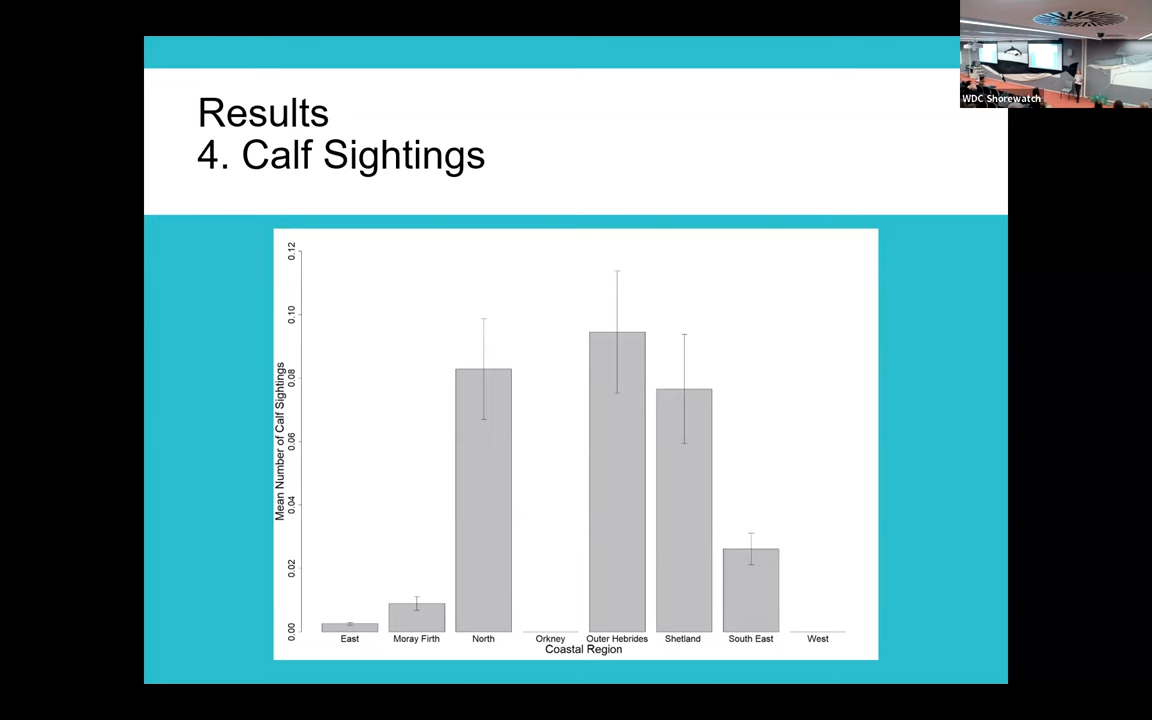 WDC Shorewatch
Results
4. Calf Sightings
Mean Number of Calf Sightings
0.12
0.10
0.08
0.06
0.04
0.02
0.00
East Moray Firth North Orkney Outer Hebrides Shetland South East West
Coastal Region